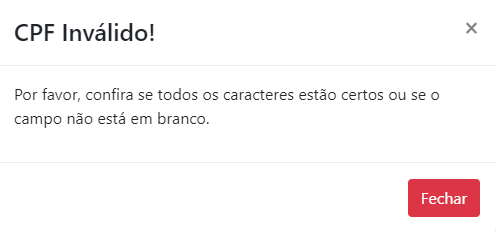 CPF Inválido!
×
Por favor, confira se todos os caracteres estão certos ou se o
campo não está em branco.
Fechar